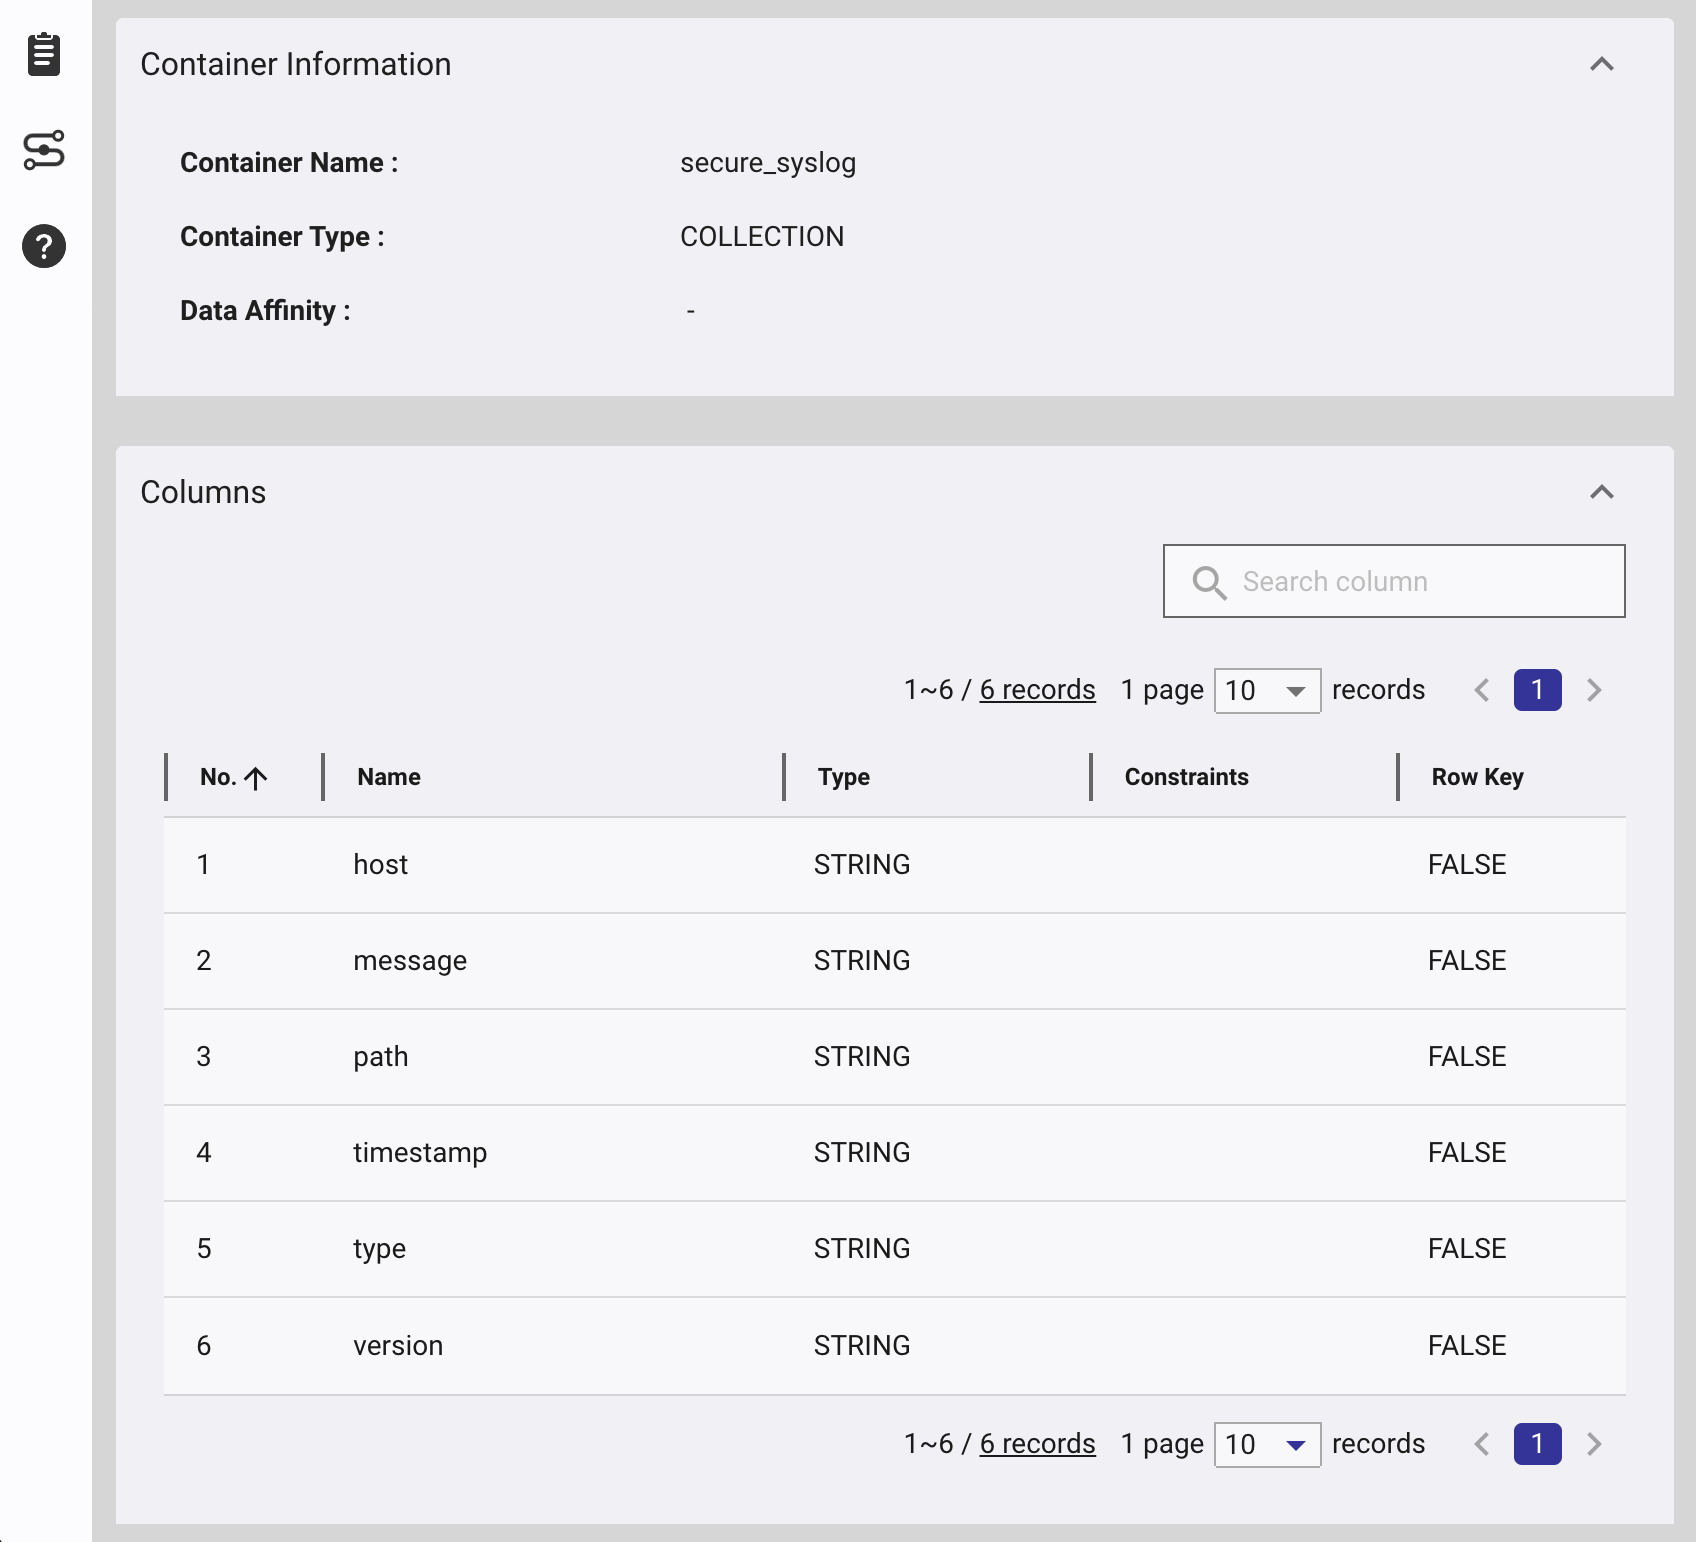 Container Information
Container Name : secure_syslog
Container Type : COLLECTION
Data Affinity : -
Columns
Search column
1~6 / 6 records 1 page 10 records 1
No. Name Type Constraints Row Key
1 host STRING FALSE
2 message STRING FALSE
3 path STRING FALSE
4 timestamp STRING FALSE
5 type STRING FALSE
6 version STRING FALSE
1~6 / 6 records 1 page 10 records 1